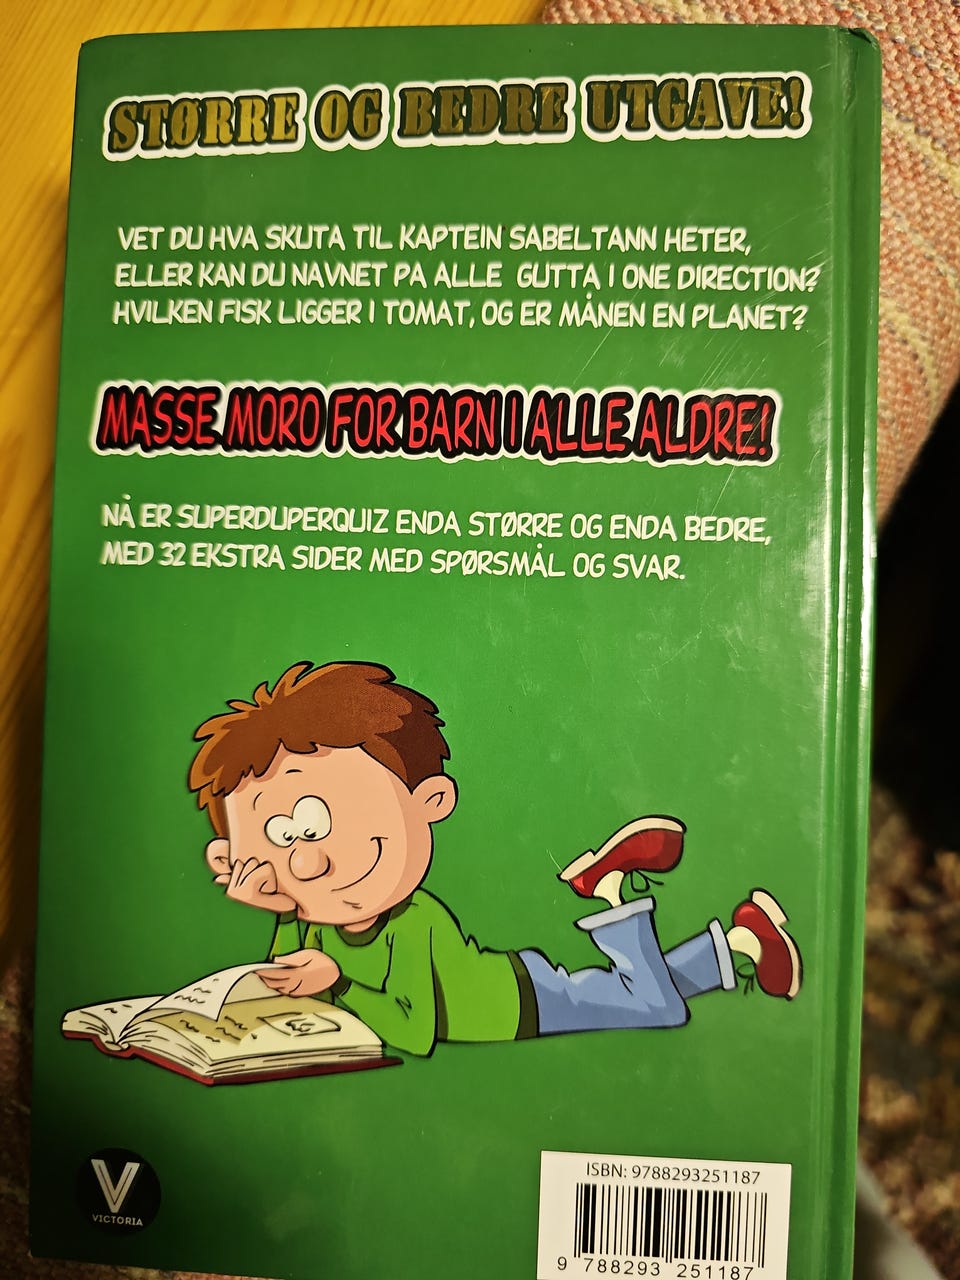 STØRRE OG BEDRE UTGAVE!
VET DU HVA SKUTA TIL KAPTEIN SABELTANN HETER,
ELLER KAN DU NAVNET PA ALLE GUTTA I ONE DIRECTION?
HVILKEN FISK LIGGER I TOMAT, OG ER MÅNEN EN PLANET?
MASSE MORO FOR BARN I ALLE ALDRE!
NÅ ER SUPERDUPERQUIZ ENDA STØRRE OG ENDA BEDRE,
MED 32 EKSTRA SIDER MED SPØRSMÅL OG SVAR.
V
VICTORIA
ISBN: 9788293251187
9 788293 251187